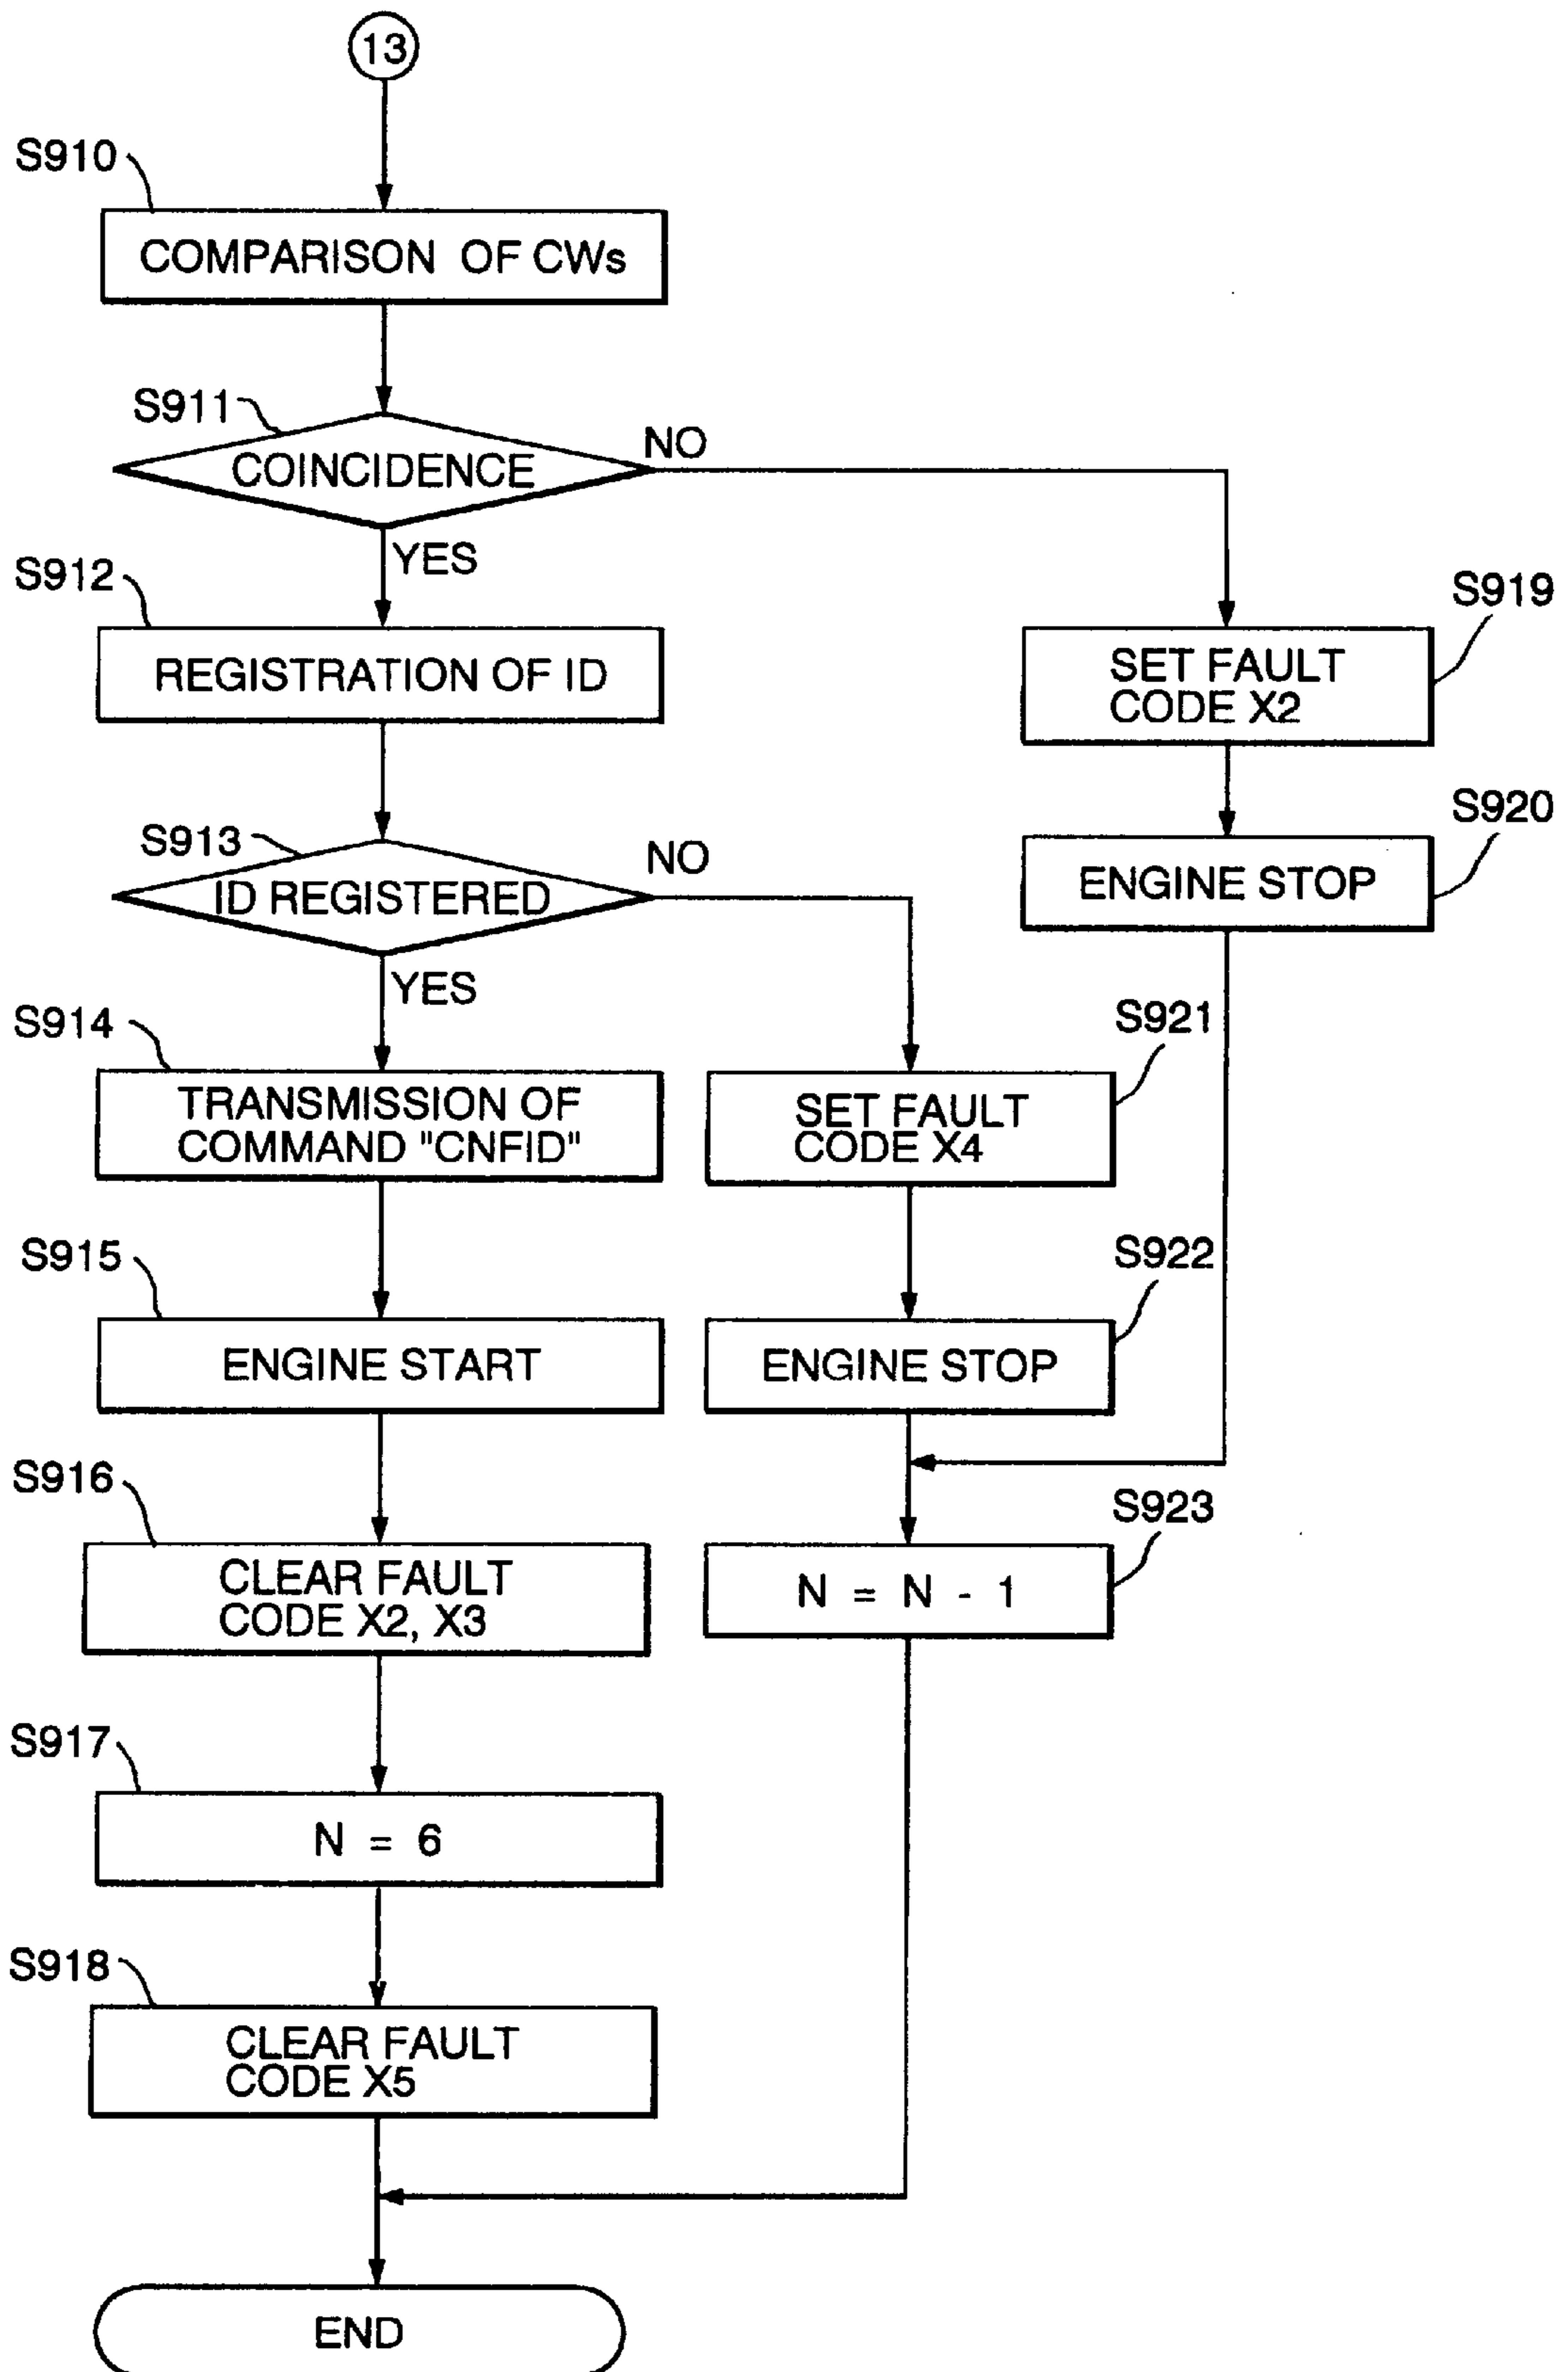 13
S910
COMPARISON OF CWs
S911
COINCIDENCE
NO
YES
S912
REGISTRATION OF ID
S919
SET FAULT
CODE X2
S913
ID REGISTERED
NO
YES
S920
ENGINE STOP
S914
TRANSMISSION OF
COMMAND "CNFID"
S921
SET FAULT
CODE X4
S915
ENGINE START
S922
ENGINE STOP
S916
CLEAR FAULT
CODE X2, X3
S923
N = N - 1
S917
N = 6
S918
CLEAR FAULT
CODE X5
END